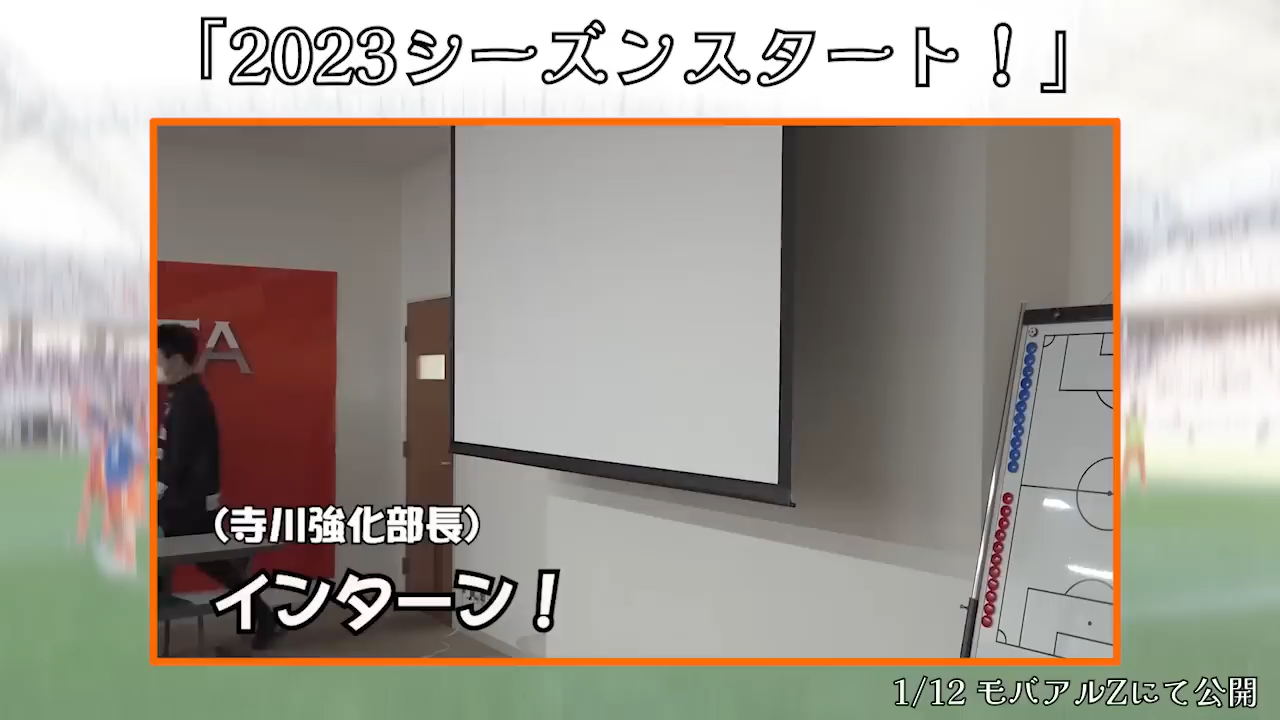 「2023シーズンスタート！」
TA
（寺川強化部長）
インターン！
1/12 モバアルZにて公開